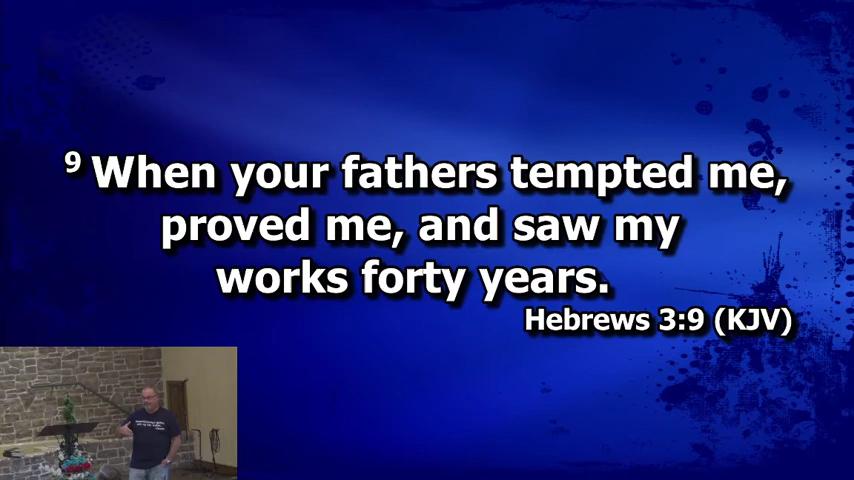 9 When your fathers tempted me,
proved me, and saw my
works forty years.
Hebrews 3:9 (KJV)